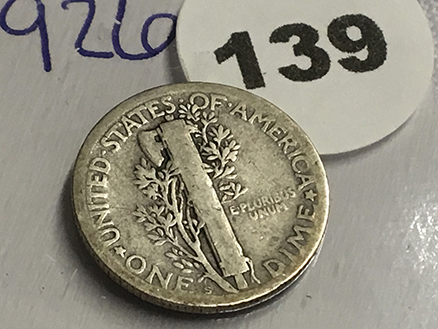 926
139
UNITED STATES OF AMERICA
E·PLURIBUS
UNUM
ONE DIME
S